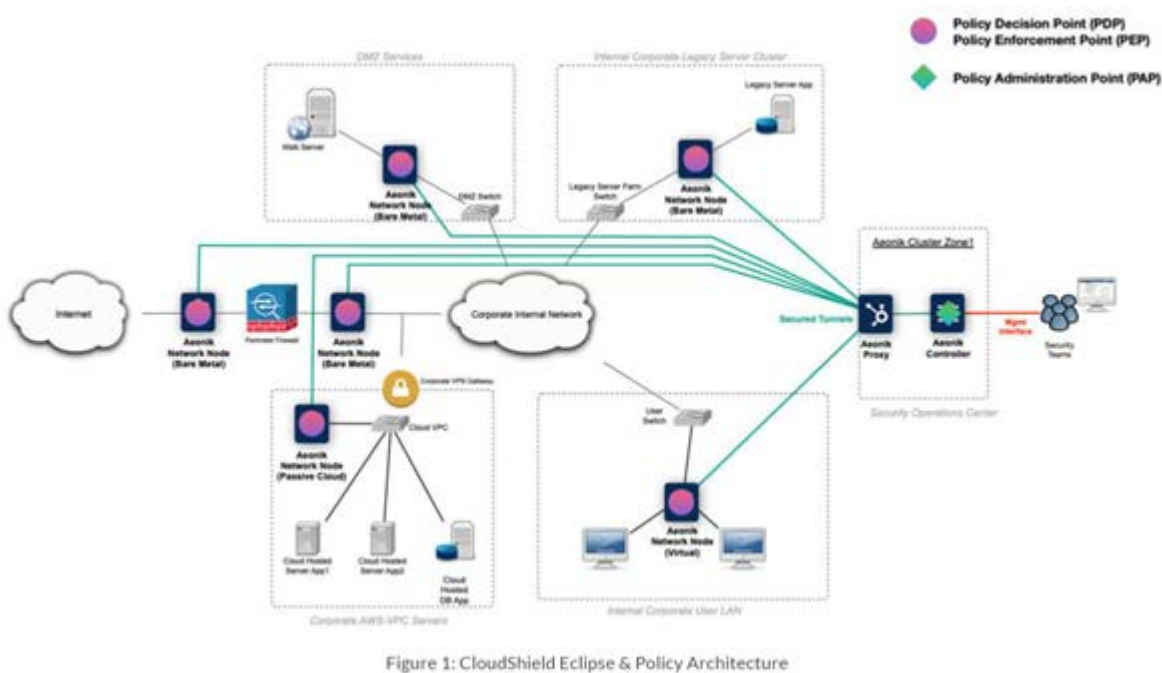 Policy Decision Point (PDP)
Policy Enforcement Point (PEP)
Policy Administration Point (PAP)
DMZ Services
Internal Corporate Legacy Server Cluster
Legacy Server App
Web Server
Aeonik
Network Node
(Bare Metal)
DMZ Switch
Legacy Server Farm
Switch
Aeonik
Network Node
(Bare Metal)
Aeonik Cluster Zone1
Internet
Aeonik
Network Node
(Bare Metal)
Perimeter Firewall
Aeonik
Network Node
(Bare Metal)
Corporate Internal Network
Secured Tunnels
Aeonik
Proxy
Aeonik
Controller
Mgmt
Interface
Security
Teams
Security Operations Center
Corporate VPN Gateway
Cloud VPC
Aeonik
Network Node
(Passive Cloud)
User
Switch
Cloud Hosted
Server App1
Cloud Hosted
Server App2
Cloud
Hosted
DB App
Aeonik
Network Node
(Virtual)
Corporate AWS-VPC Servers
Internal Corporate User LAN
Figure 1: CloudShield Eclipse & Policy Architecture